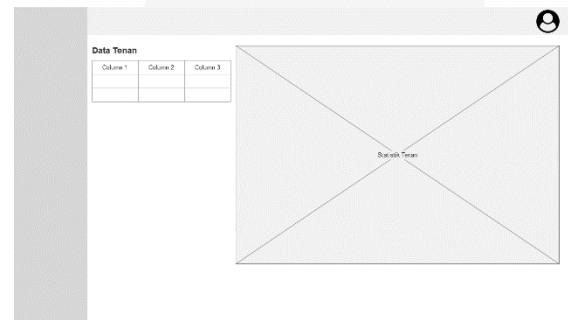 Data Tenan
Column 1 Column 2 Column 3
Statistik Tenan